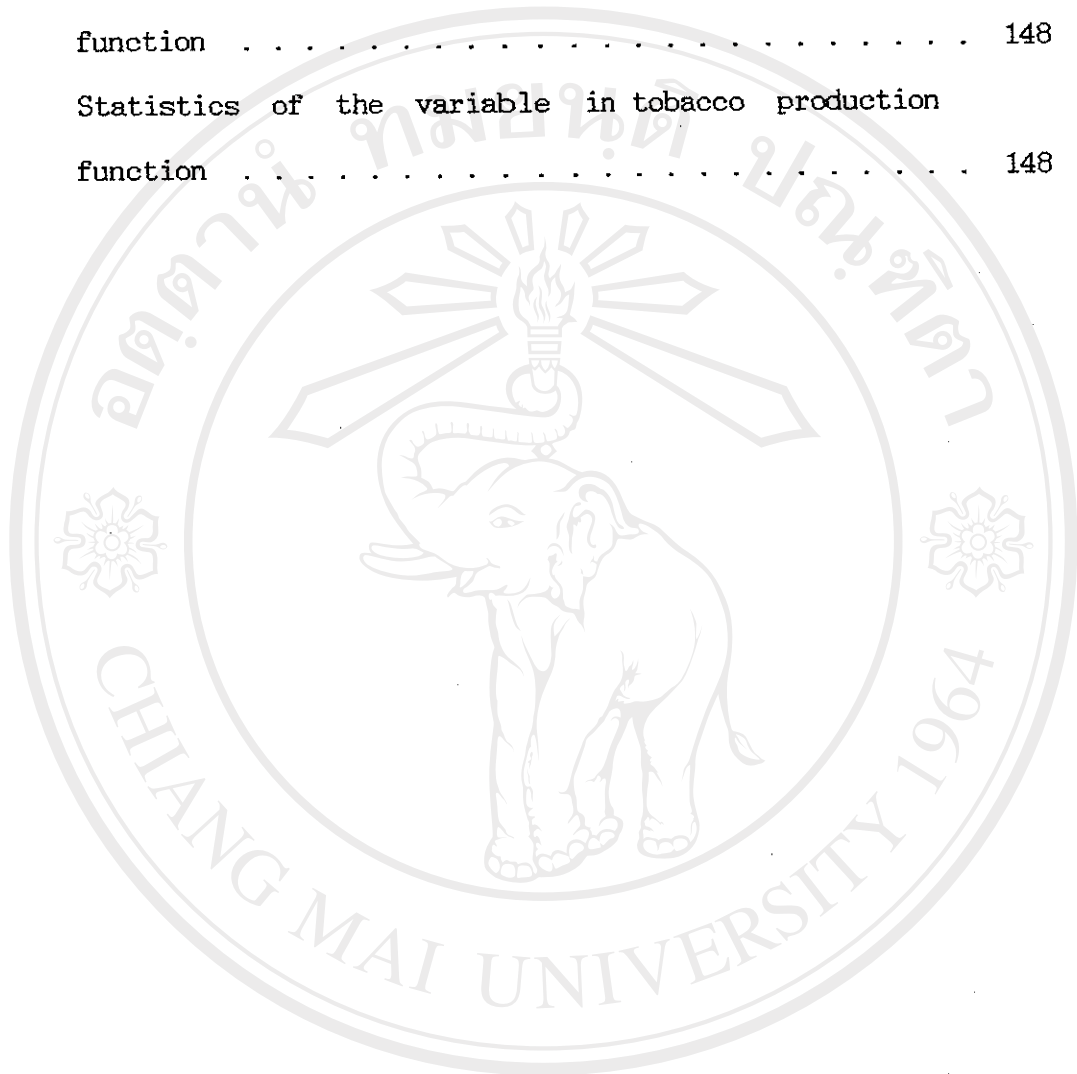 function . . . . . . . . . . . . . . . . . . . . . . . 148
Statistics of the variable in tobacco production
function . . . . . . . . . . . . . . . . . . . . . . . 148
CHIANG MAI UNIVERSITY 1964